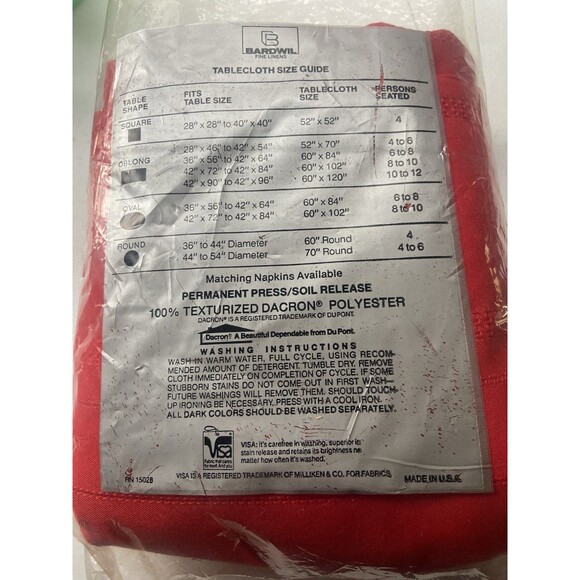 B
BARDWIL
FINE LINENS
TABLECLOTH SIZE GUIDE
TABLE SHAPE FITS TABLE SIZE TABLECLOTH SIZE PERSONS SEATED
SQUARE 28" x 28" to 40" x 40" 52" x 52" 4
28" x 46" to 42" x 54" 52" x 70" 4 to 6
OBLONG 36" x 56" to 42" x 64" 60" x 84" 6 to 8
42" x 72" to 42" x 84" 60" x 102" 8 to 10
42" x 90" to 42" x 96" 60" x 120" 10 to 12
OVAL 36" x 56" to 42" x 64" 60" x 84" 6 to 8
42" x 72" to 42" x 84" 60" x 102" 8 to 10
ROUND 36" to 44" Diameter 60" Round 4
44" to 54" Diameter 70" Round 4 to 6
Matching Napkins Available
PERMANENT PRESS/SOIL RELEASE
100% TEXTURIZED DACRON® POLYESTER
DACRON® IS A REGISTERED TRADEMARK OF DUPONT.
Dacron® A Beautiful Dependable from Du Pont.
WASHING INSTRUCTIONS
WASH IN WARM WATER, FULL CYCLE, USING RECOM-
MENDED AMOUNT OF DETERGENT. TUMBLE DRY. REMOVE
CLOTH IMMEDIATELY ON COMPLETION OF CYCLE. IF SOME
STUBBORN STAINS DO NOT COME OUT IN FIRST WASH—
FUTURE WASHINGS WILL REMOVE THEM. SHOULD TOUCH-
UP IRONING BE NECESSARY, PRESS WITH A COOL IRON.
ALL DARK COLORS SHOULD BE WASHED SEPARATELY.
VISA
Fabric that cares
for itself. And you.
VISA: it's carefree in washing, superior in
stain release and retains its brightness no
matter how often it's washed.
RN 15028 VISA IS A REGISTERED TRADEMARK OF MILLIKEN & CO. FOR FABRICS. MADE IN U.S.A.